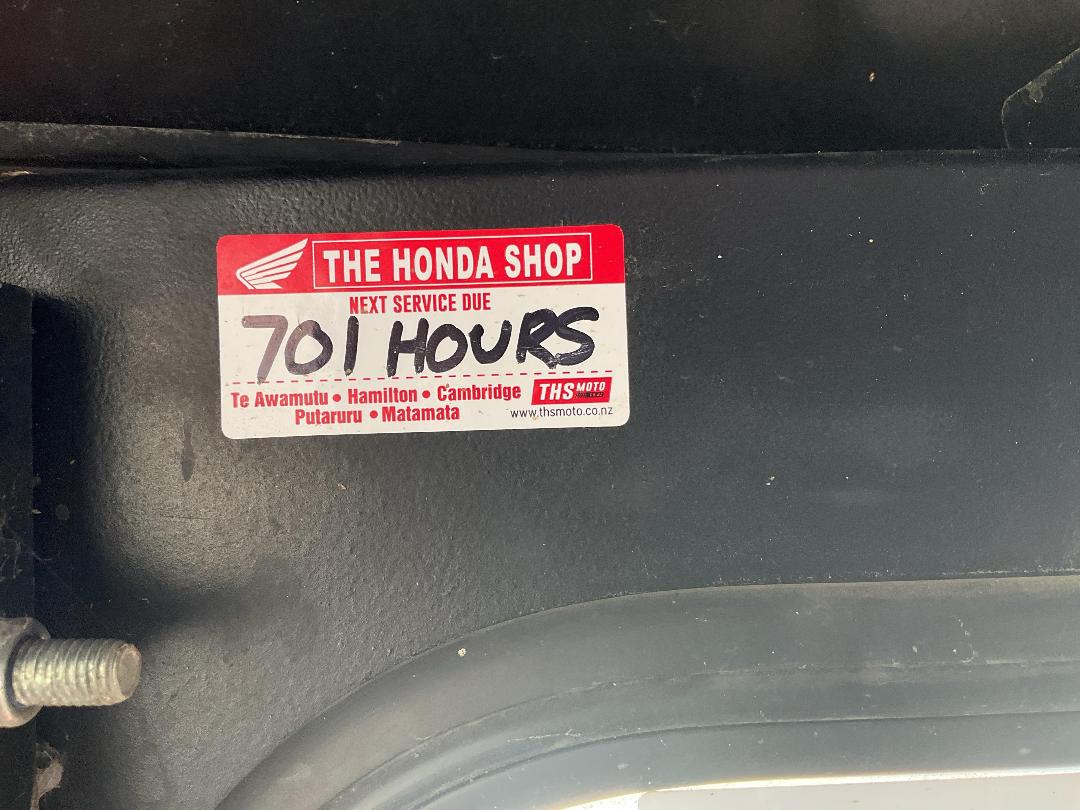 THE HONDA SHOP
NEXT SERVICE DUE
701 HOURS
Te Awamutu • Hamilton • Cambridge
Putaruru • Matamata
THS MOTO
www.thsmoto.co.nz